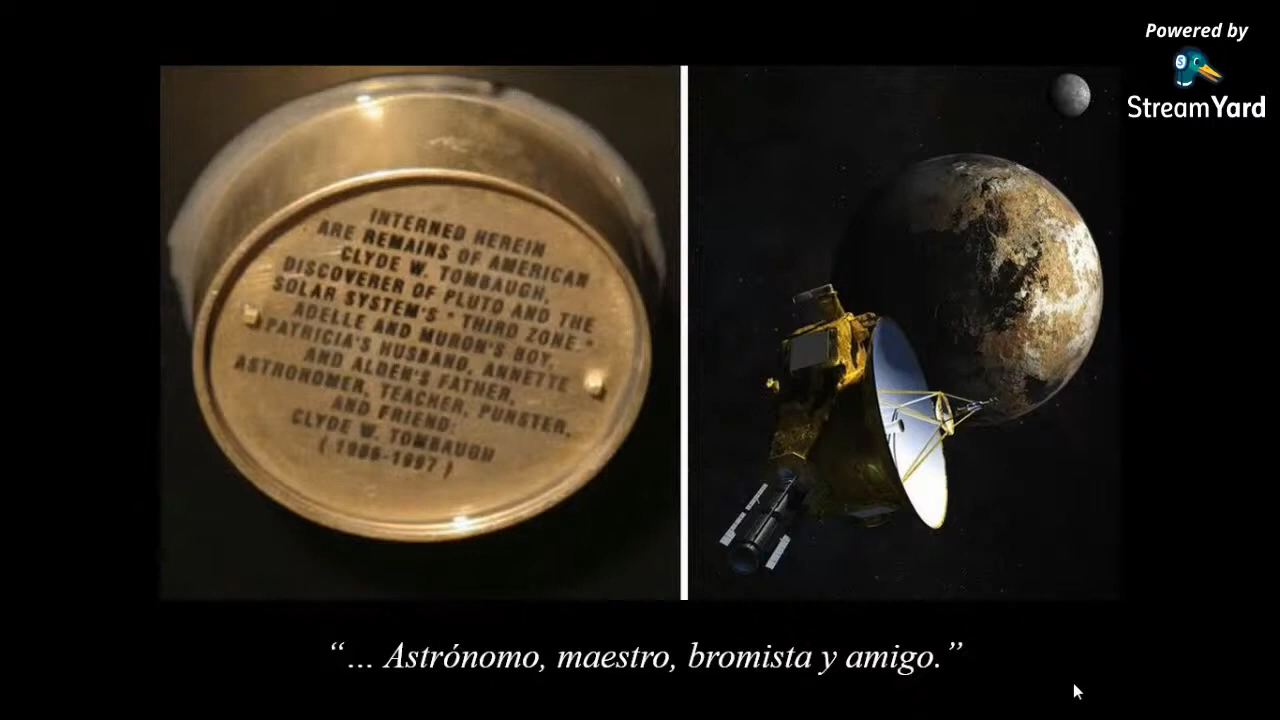 Powered by
StreamYard
INTERNED HEREIN
ARE REMAINS OF AMERICAN
CLYDE W. TOMBAUGH,
DISCOVERER OF PLUTO AND THE
SOLAR SYSTEM'S "THIRD ZONE."
ADELLE AND MURON'S BOY,
PATRICIA'S HUSBAND, ANNETTE
AND ALDEN'S FATHER,
ASTRONOMER, TEACHER, PUNSTER,
AND FRIEND:
CLYDE W. TOMBAUGH
(1906-1997)
“... Astrónomo, maestro, bromista y amigo.”